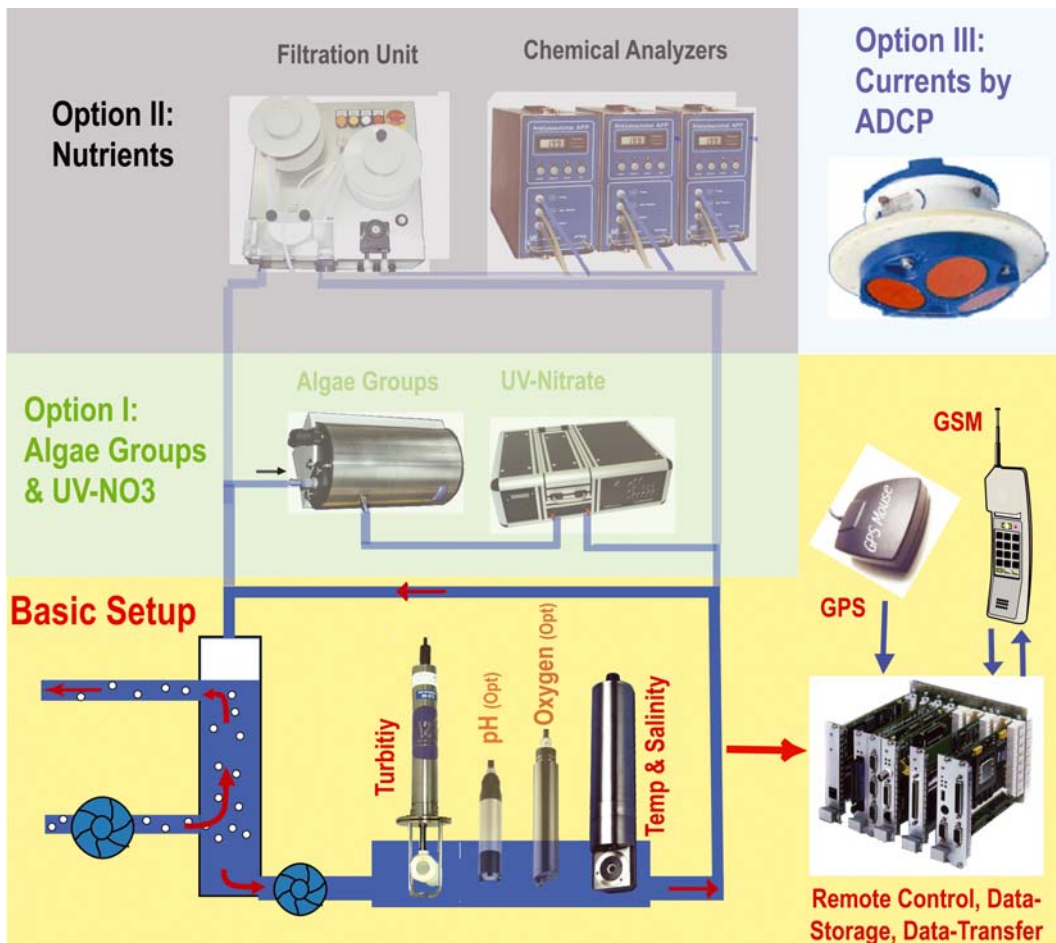 Filtration Unit
Chemical Analyzers
Option III:
Currents by
ADCP
Option II:
Nutrients
Algae Groups
UV-Nitrate
Option I:
Algae Groups
& UV-NO3
GSM
GPS Mouse
GPS
Basic Setup
Turbitiy
pH (Opt)
Oxygen (Opt)
Temp & Salinity
Remote Control, Data-
Storage, Data-Transfer